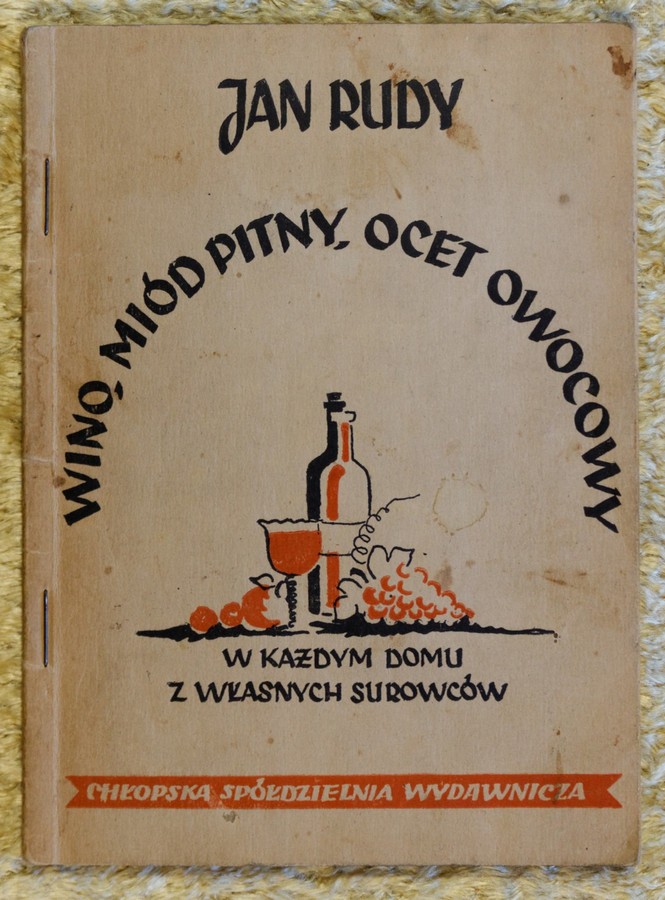 JAN RUDY
WINO, MIÓD PITNY, OCET OWOCOWY
W KAŻDYM DOMU
Z WŁASNYCH SUROWCÓW
CHŁOPSKA SPÓŁDZIELNIA WYDAWNICZA